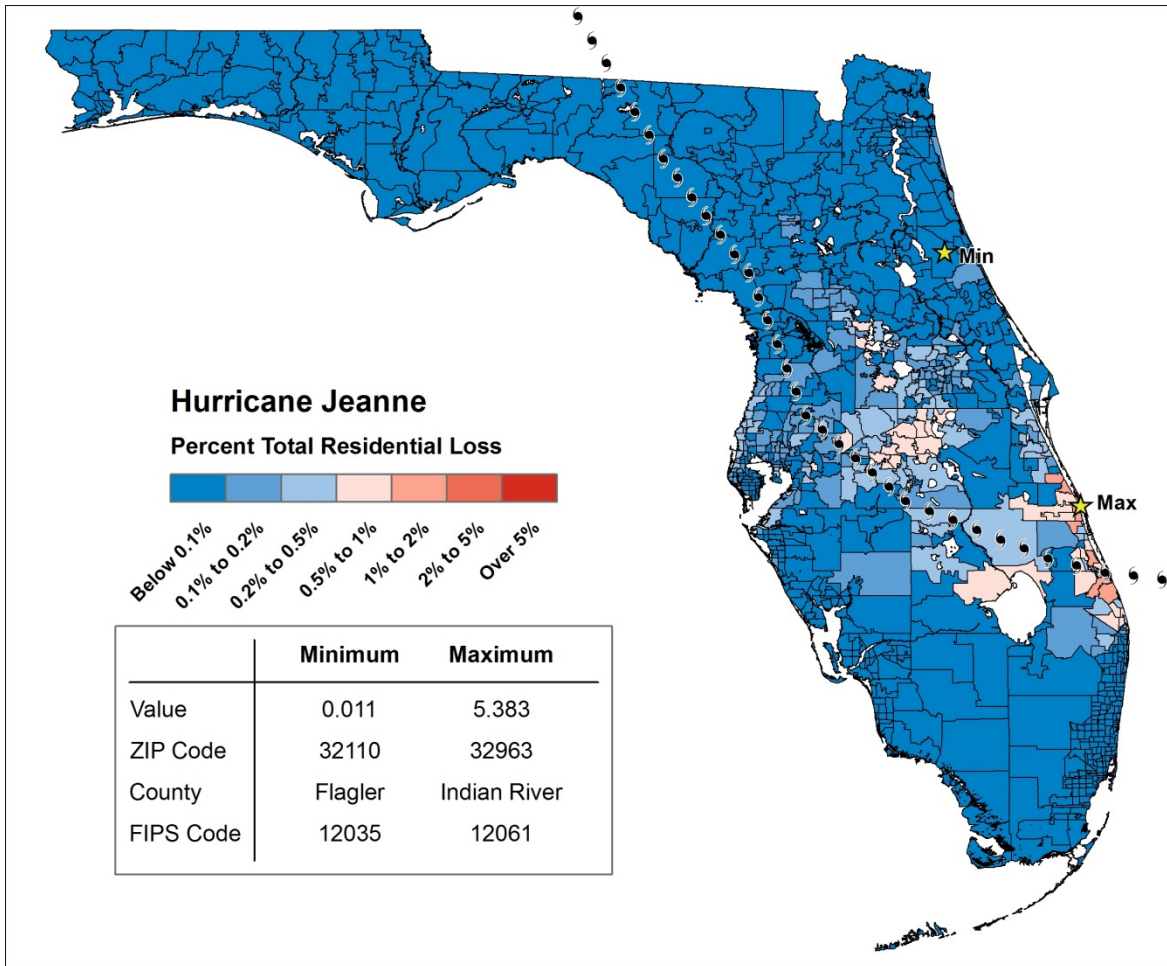 Min
Hurricane Jeanne
Percent Total Residential Loss
Max
Below 0.1%
0.1% to 0.2%
0.2% to 0.5%
0.5% to 1%
1% to 2%
2% to 5%
Over 5%
Minimum Maximum
Value 0.011 5.383
ZIP Code 32110 32963
County Flagler Indian River
FIPS Code 12035 12061